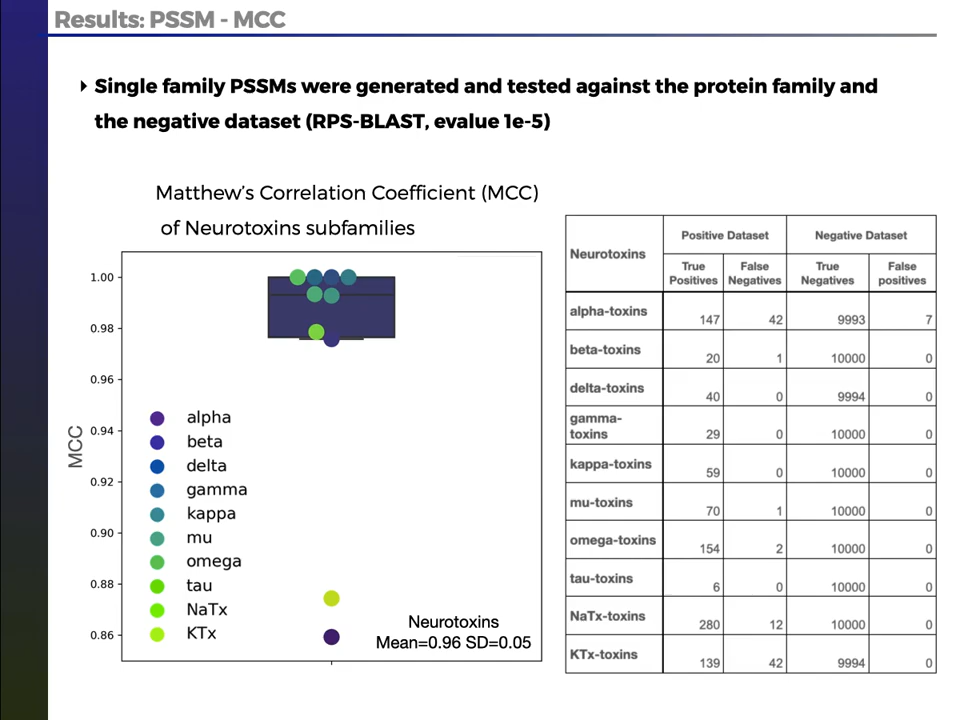 Results: PSSM - MCC
Single family PSSMs were generated and tested against the protein family and
the negative dataset (RPS-BLAST, evalue 1e-5)
Matthew's Correlation Coefficient (MCC)
of Neurotoxins subfamilies
MCC
1.00
0.98
0.96
0.94
0.92
0.90
0.88
0.86
alpha
beta
delta
gamma
kappa
mu
omega
tau
NaTx
KTx
Neurotoxins
Mean=0.96 SD=0.05
Neurotoxins
Positive Dataset Negative Dataset
True Positives False Negatives True Negatives False positives
alpha-toxins 147 42 9993 7
beta-toxins 20 1 10000 0
delta-toxins 40 0 9994 0
gamma-
toxins 29 0 10000 0
kappa-toxins 59 0 10000 0
mu-toxins 70 1 10000 0
omega-toxins 154 2 10000 0
tau-toxins 6 0 10000 0
NaTx-toxins 280 12 10000 0
KTx-toxins 139 42 9994 0